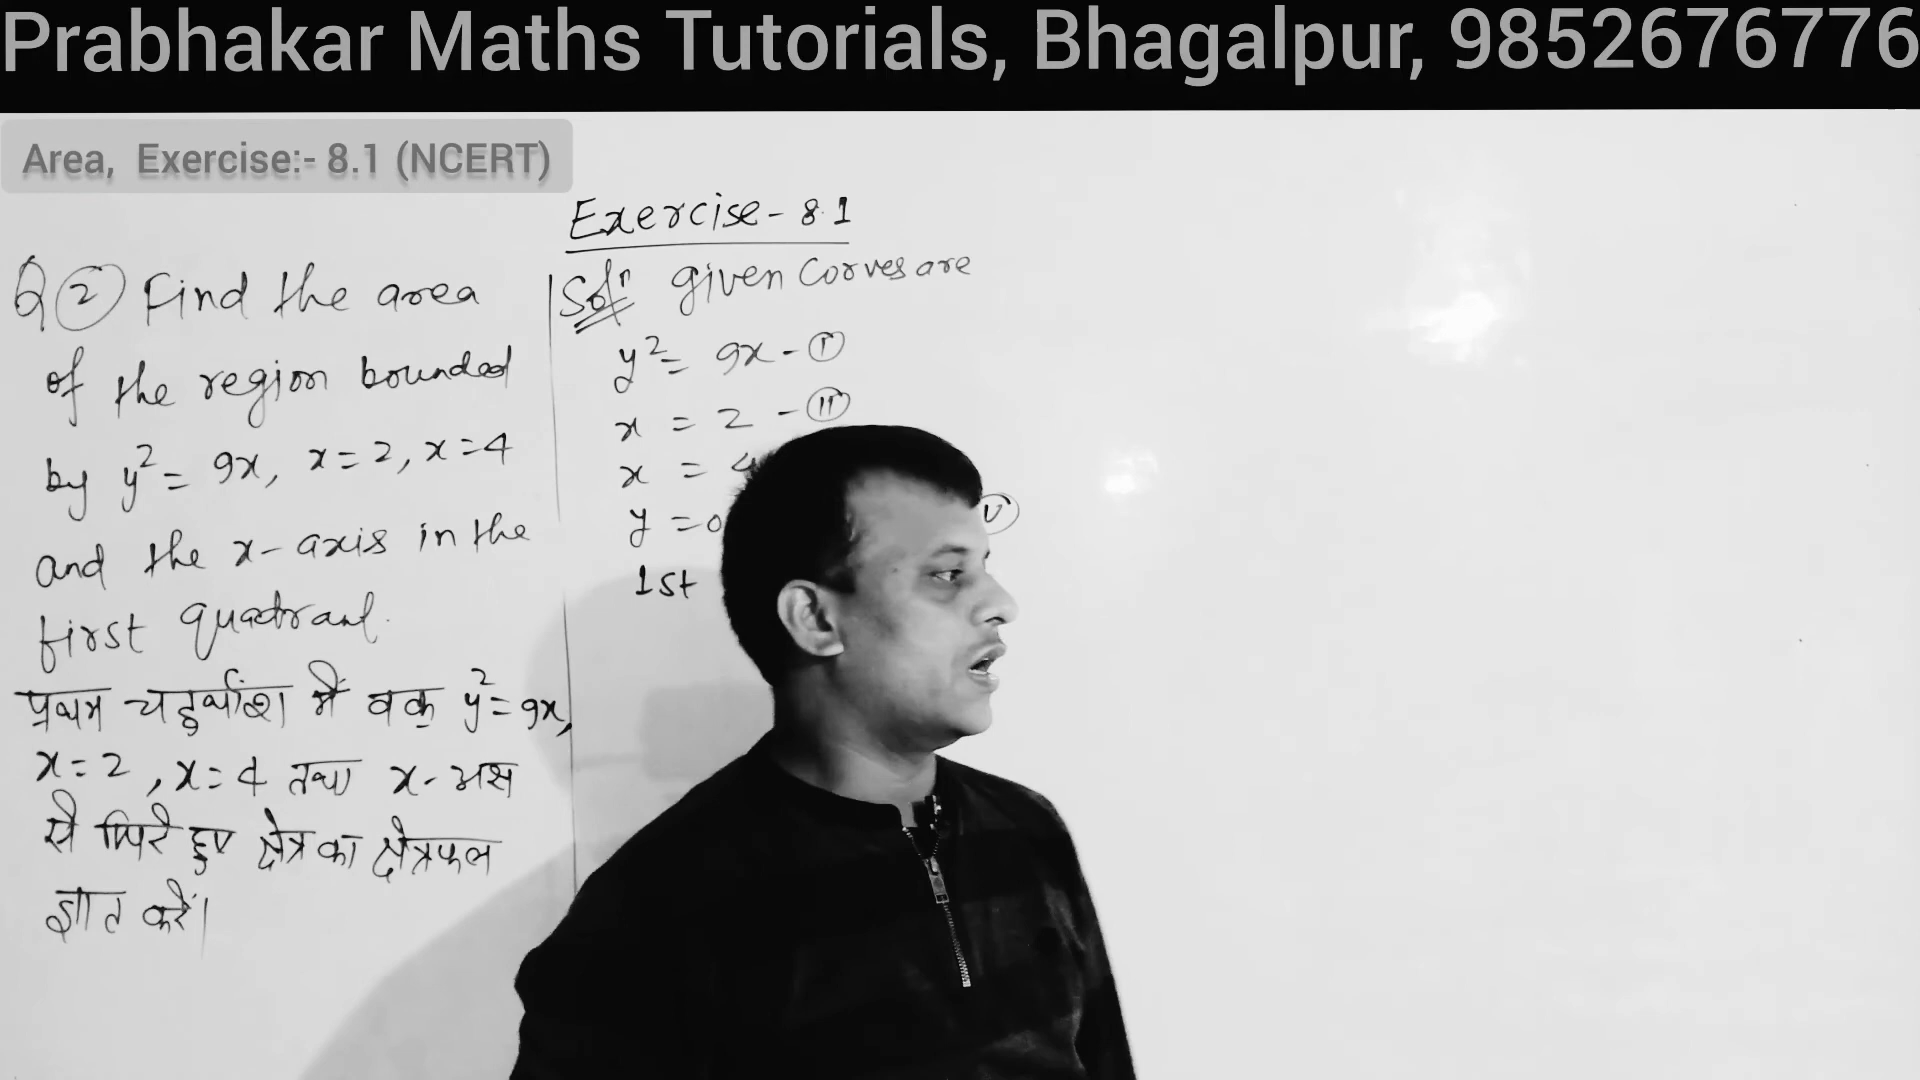 Prabhakar Maths Tutorials, Bhagalpur, 9852676776
Area, Exercise:- 8.1 (NCERT)
Exercise - 8.1
Q ② Find the area
of the region bounded
by y² = 9x, x = 2, x = 4
and the x-axis in the
first quadrant.
प्रथम चतुर्थांश में वक्र y² = 9x,
x = 2, x = 4 तथा x- अक्ष
से घिरे हुए क्षेत्र का क्षेत्रफल
ज्ञात करें।
Solⁿ given Corves are
y² = 9x - Ⓘ
x = 2 - Ⓘⓘ
x = 4
y = 0
1st